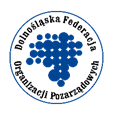 Dolnośląska Federacja
Organizacji Pozarządowych